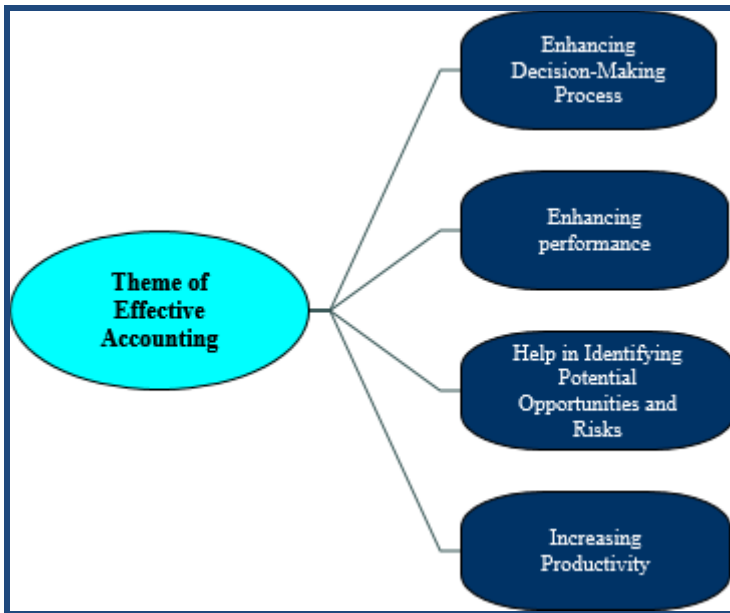 Enhancing
Decision-Making
Process
Enhancing
performance
Theme of
Effective
Accounting
Help in Identifying
Potential
Opportunities and
Risks
Increasing
Productivity